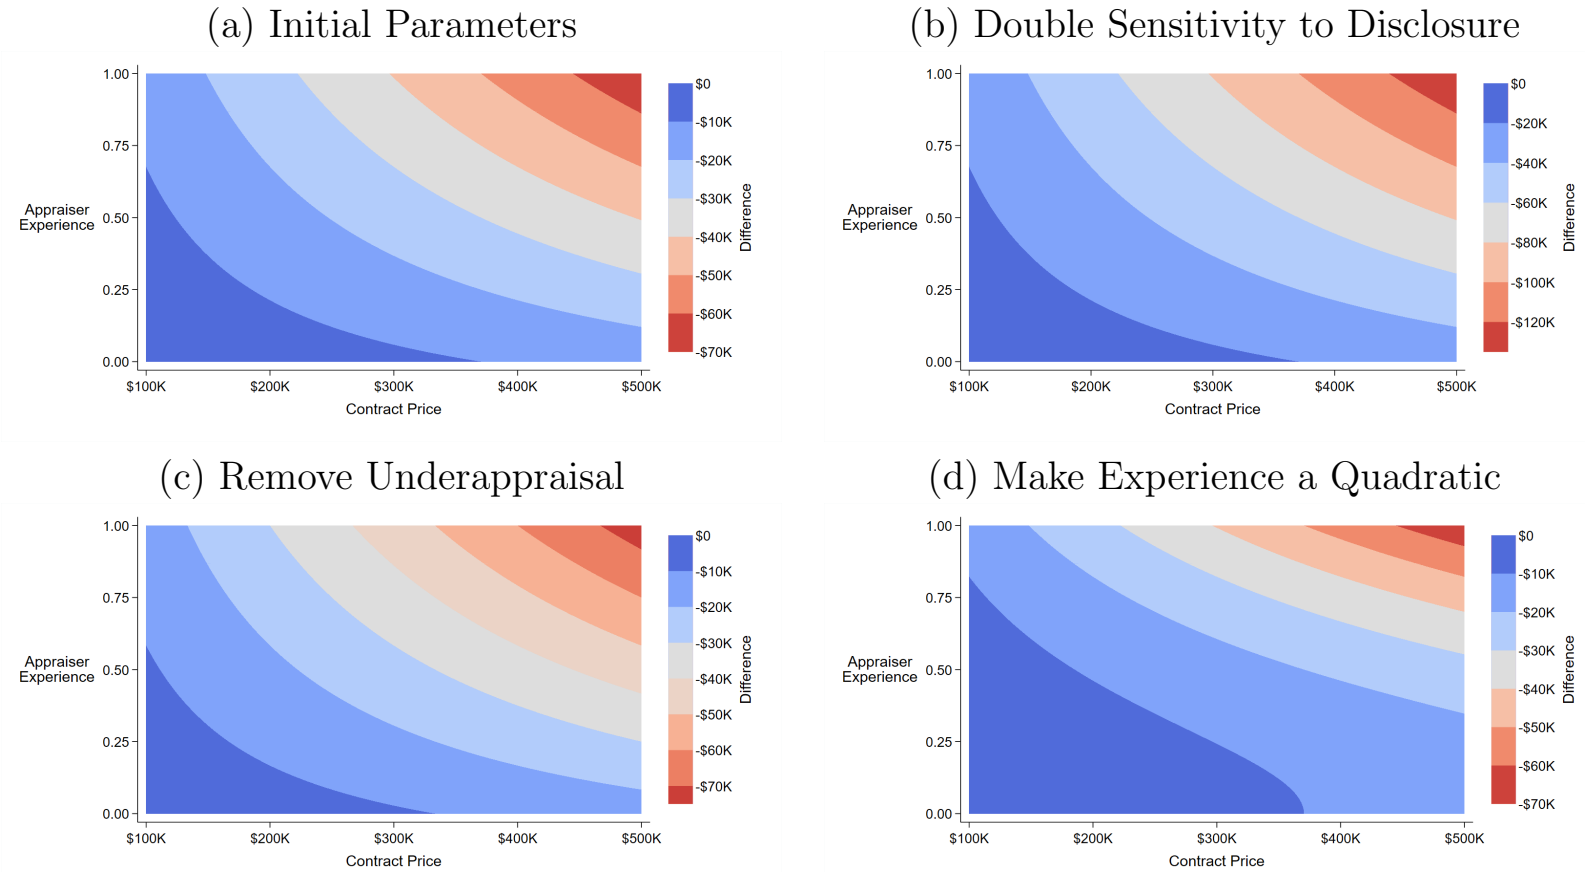 (a) Initial Parameters
1.00
0.75
0.50
0.25
0.00
Appraiser
Experience
$100K
$200K
$300K
$400K
$500K
Contract Price
$0
-$10K
-$20K
-$30K
-$40K
-$50K
-$60K
-$70K
Difference
(b) Double Sensitivity to Disclosure
1.00
0.75
0.50
0.25
0.00
Appraiser
Experience
$100K
$200K
$300K
$400K
$500K
Contract Price
$0
-$20K
-$40K
-$60K
-$80K
-$100K
-$120K
Difference
(c) Remove Underappraisal
1.00
0.75
0.50
0.25
0.00
Appraiser
Experience
$100K
$200K
$300K
$400K
$500K
Contract Price
$0
-$10K
-$20K
-$30K
-$40K
-$50K
-$60K
-$70K
Difference
(d) Make Experience a Quadratic
1.00
0.75
0.50
0.25
0.00
Appraiser
Experience
$100K
$200K
$300K
$400K
$500K
Contract Price
$0
-$10K
-$20K
-$30K
-$40K
-$50K
-$60K
-$70K
Difference